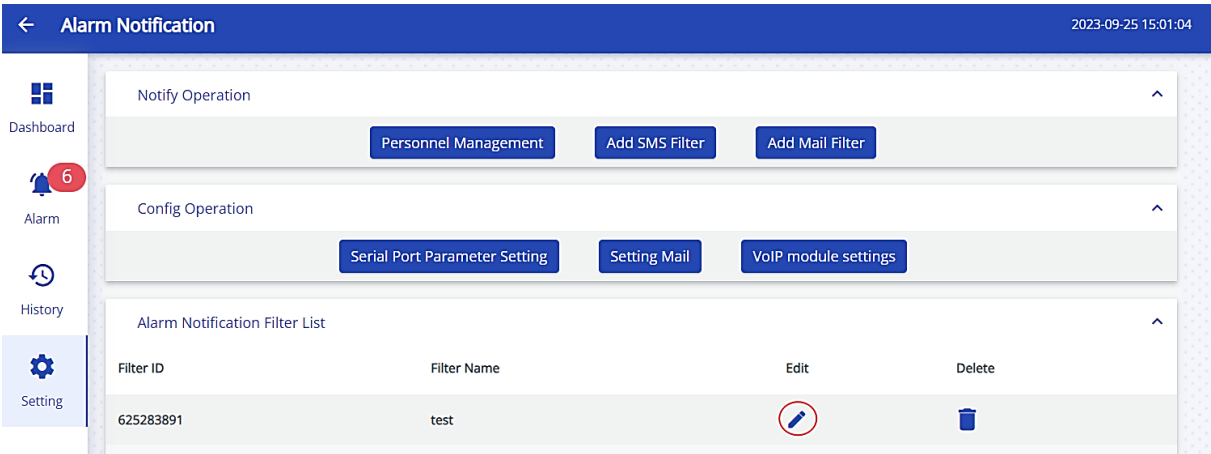 Alarm Notification 2023-09-25 15:01:04
Dashboard
6
Alarm
History
Setting
Notify Operation
Personnel Management Add SMS Filter Add Mail Filter
Config Operation
Serial Port Parameter Setting Setting Mail VoIP module settings
Alarm Notification Filter List
Filter ID Filter Name Edit Delete
625283891 test